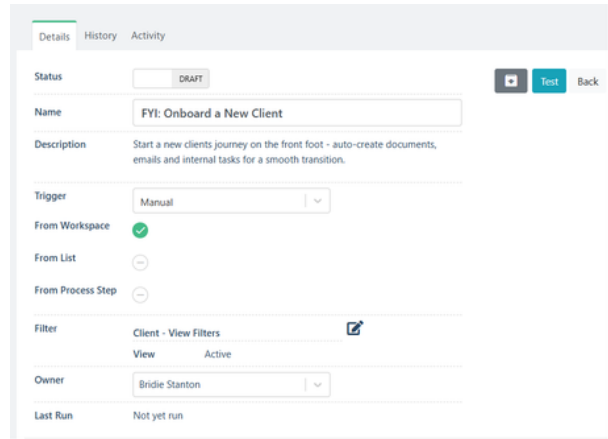 Details History Activity
Status DRAFT Test Back
Name FYI: Onboard a New Client
Description Start a new clients journey on the front foot - auto-create documents,
emails and internal tasks for a smooth transition.
Trigger Manual
From Workspace
From List
From Process Step
Filter Client - View Filters
View Active
Owner Bridie Stanton
Last Run Not yet run